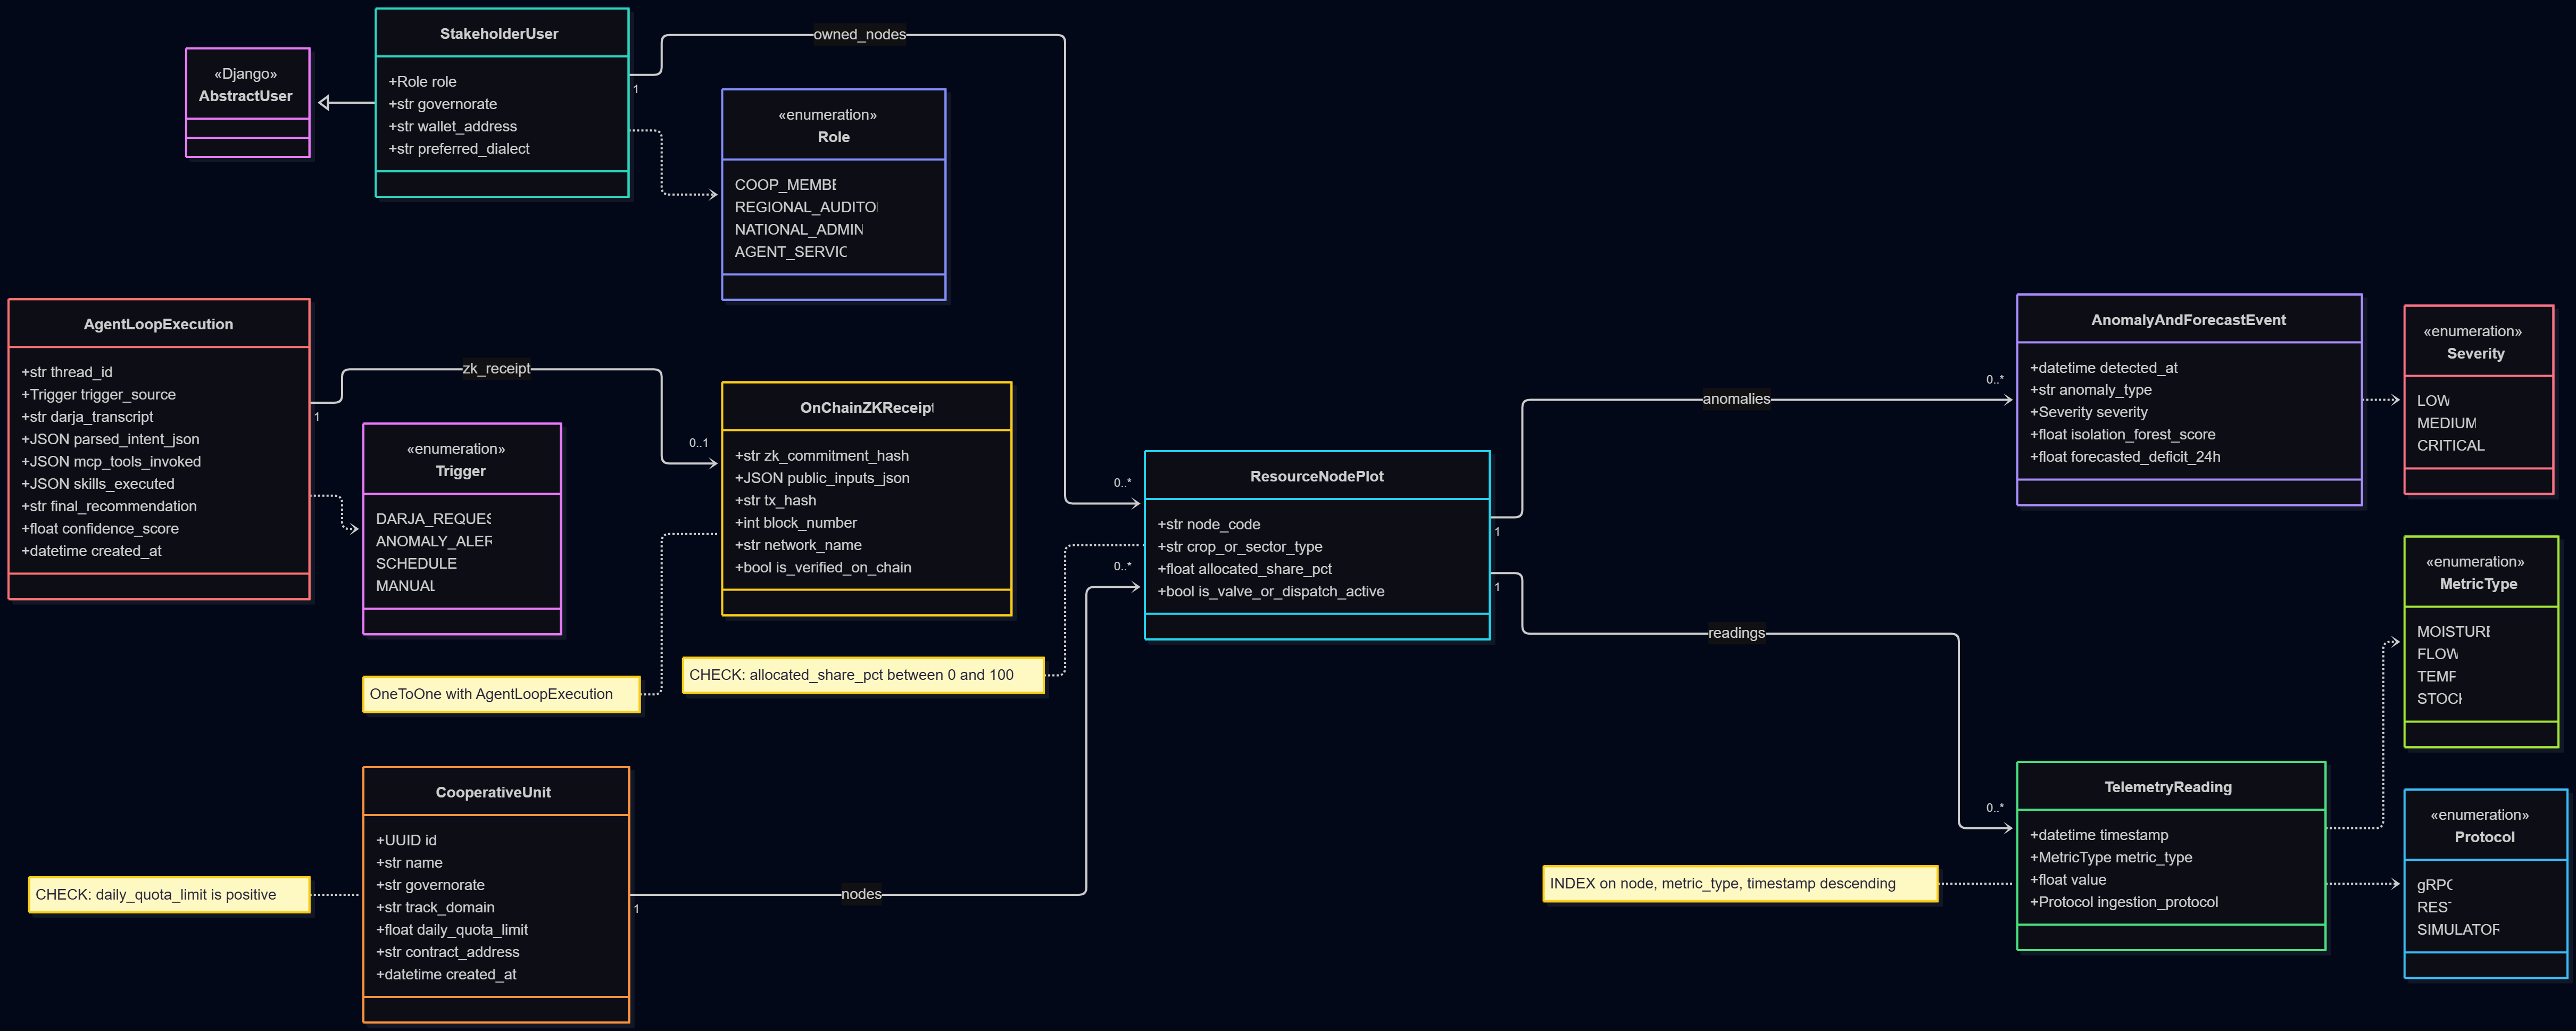 StakeholderUser
+Role role
+str governorate
+str wallet_address
+str preferred_dialect
«Django»
AbstractUser
owned_nodes
1
0..*
«enumeration»
Role
COOP_MEMBE
REGIONAL_AUDITO
NATIONAL_ADMIN
AGENT_SERVIC
AgentLoopExecution
+str thread_id
+Trigger trigger_source
+str darja_transcript
+JSON parsed_intent_json
+JSON mcp_tools_invoked
+JSON skills_executed
+str final_recommendation
+float confidence_score
+datetime created_at
zk_receipt
1
0..1
«enumeration»
Trigger
DARJA_REQUES
ANOMALY_ALER
SCHEDULE
MANUAL
OnChainZKReceipt
+str zk_commitment_hash
+JSON public_inputs_json
+str tx_hash
+int block_number
+str network_name
+bool is_verified_on_chain
OneToOne with AgentLoopExecution
CHECK: allocated_share_pct between 0 and 100
CooperativeUnit
+UUID id
+str name
+str governorate
+str track_domain
+float daily_quota_limit
+str contract_address
+datetime created_at
CHECK: daily_quota_limit is positive
nodes
1
0..*
ResourceNodePlot
+str node_code
+str crop_or_sector_type
+float allocated_share_pct
+bool is_valve_or_dispatch_active
anomalies
1
0..*
readings
1
0..*
AnomalyAndForecastEvent
+datetime detected_at
+str anomaly_type
+Severity severity
+float isolation_forest_score
+float forecasted_deficit_24h
«enumeration»
Severity
LOW
MEDIUM
CRITICAL
«enumeration»
MetricType
MOISTURE
FLOW
TEMP
STOCK
TelemetryReading
+datetime timestamp
+MetricType metric_type
+float value
+Protocol ingestion_protocol
INDEX on node, metric_type, timestamp descending
«enumeration»
Protocol
gRPC
REST
SIMULATOR